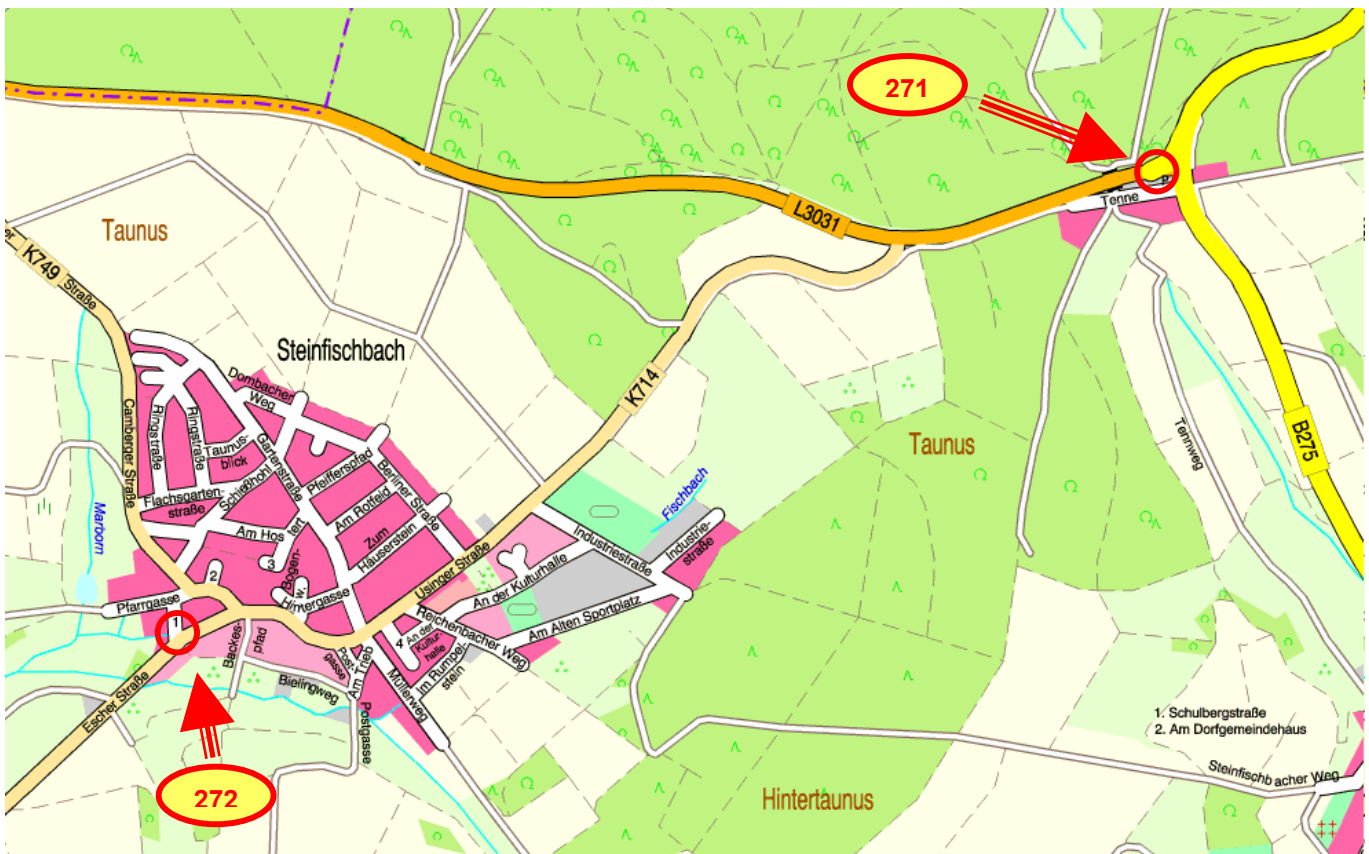 271
Tenne
P
L3031
Taunus
K749
Straße
Steinfischbach
Dombacher
Weg
K714
Camberger Straße
Ringstraße
Ringstraße
Taunus-
blick
Gartenstraße
Pfeifferspfad
Berliner Straße
Taunus
Tennweg
B275
Flachsgarten-
straße
Schießhohl
Am Rotfeld
Fischbach
Marborn
Am Hos
tert
Zum
Häuserstein
Usinger Straße
Industriestraße
Industrie-
straße
3
2
Bogen-
w.
Hintergasse
An der Kulturhalle
Pfarrgasse
1
Reichenbacher Weg
Am Alten Sportplatz
Backes
pfad
Post-
gasse
Am Trieb
4
An der
Kultur-
halle
Im Rumpel-
stein
Bielingweg
Müllerweg
Escher Straße
Postgasse
1. Schulbergstraße
2. Am Dorfgemeindehaus
Steinfischbacher Weg
272
Hintertaunus